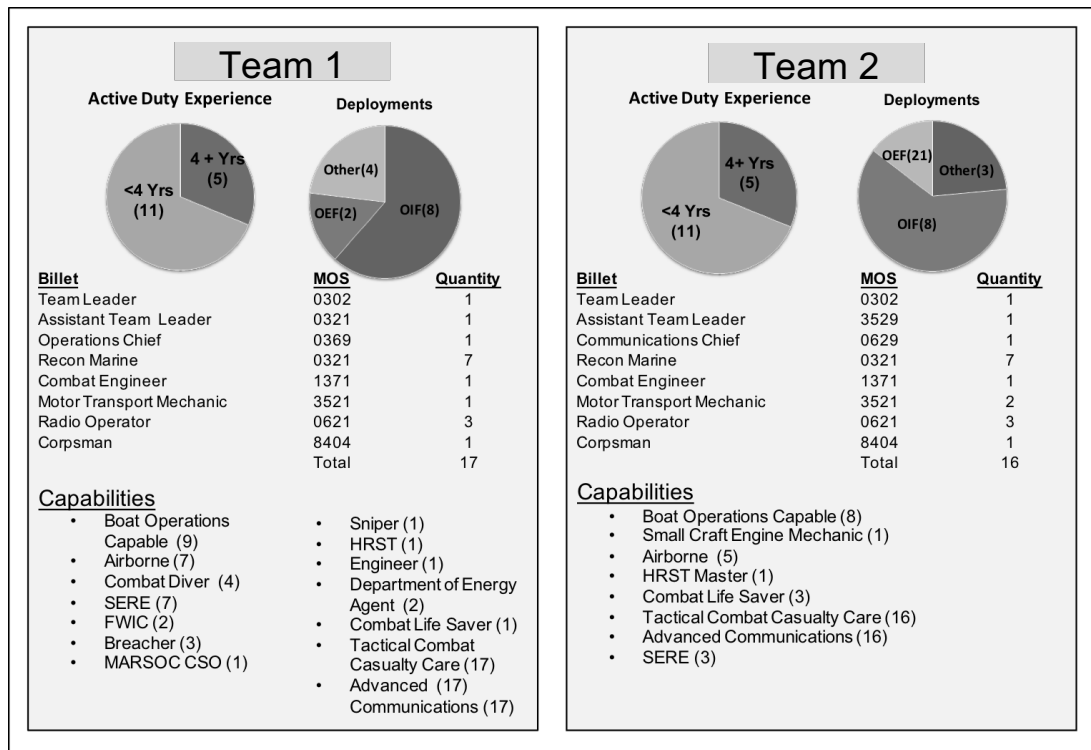 Team 1
Active Duty Experience
Deployments
4 + Yrs
(5)
<4 Yrs
(11)
Other(4)
OEF(2)
OIF(8)
Billet MOS Quantity
Team Leader 0302 1
Assistant Team Leader 0321 1
Operations Chief 0369 1
Recon Marine 0321 7
Combat Engineer 1371 1
Motor Transport Mechanic 3521 1
Radio Operator 0621 3
Corpsman 8404 1
Total 17
Capabilities
• Boat Operations
Capable (9)
• Airborne (7)
• Combat Diver (4)
• SERE (7)
• FWIC (2)
• Breacher (3)
• MARSOC CSO (1)
• Sniper (1)
• HRST (1)
• Engineer (1)
• Department of Energy
Agent (2)
• Combat Life Saver (1)
• Tactical Combat
Casualty Care (17)
• Advanced (17)
Communications (17)
Team 2
Active Duty Experience
Deployments
4+ Yrs
(5)
<4 Yrs
(11)
OEF(21)
Other(3)
OIF(8)
Billet MOS Quantity
Team Leader 0302 1
Assistant Team Leader 3529 1
Communications Chief 0629 1
Recon Marine 0321 7
Combat Engineer 1371 1
Motor Transport Mechanic 3521 2
Radio Operator 0621 3
Corpsman 8404 1
Total 16
Capabilities
• Boat Operations Capable (8)
• Small Craft Engine Mechanic (1)
• Airborne (5)
• HRST Master (1)
• Combat Life Saver (3)
• Tactical Combat Casualty Care (16)
• Advanced Communications (16)
• SERE (3)